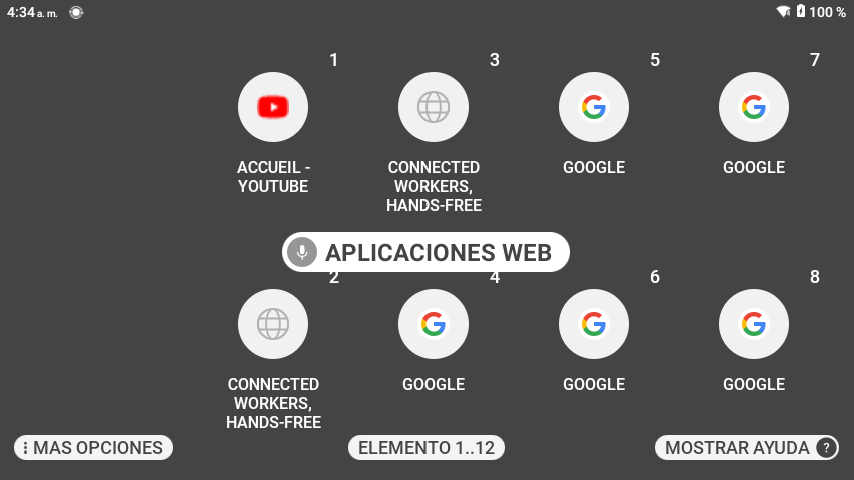 4:34 a. m.
100 %
1
3
5
7
ACCUEIL -
YOUTUBE
CONNECTED
WORKERS,
HANDS-FREE
GOOGLE
GOOGLE
APLICACIONES WEB
2
4
6
8
CONNECTED
WORKERS,
HANDS-FREE
GOOGLE
GOOGLE
GOOGLE
MAS OPCIONES
ELEMENTO 1..12
MOSTRAR AYUDA ?